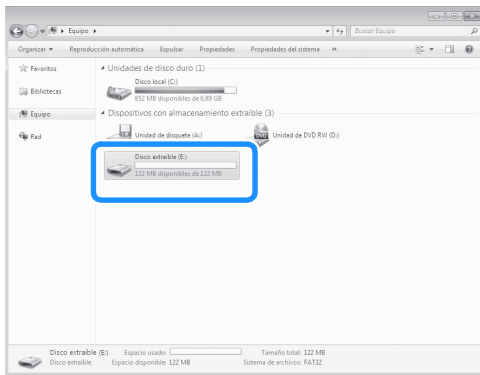 Equipo
Buscar Equipo
Organizar Reproducción automática Expulsar Propiedades Propiedades del sistema »
Favoritos
Bibliotecas
Equipo
Red
Unidades de disco duro (1)
Disco local (C:)
852 MB disponibles de 6,89 GB
Dispositivos con almacenamiento extraíble (3)
Unidad de disquete (A:)
DVD
Unidad de DVD RW (D:)
Disco extraíble (E:)
122 MB disponibles de 122 MB
Disco extraíble (E:) Espacio usado: Tamaño total: 122 MB
Disco extraíble Espacio disponible: 122 MB Sistema de archivos: FAT32